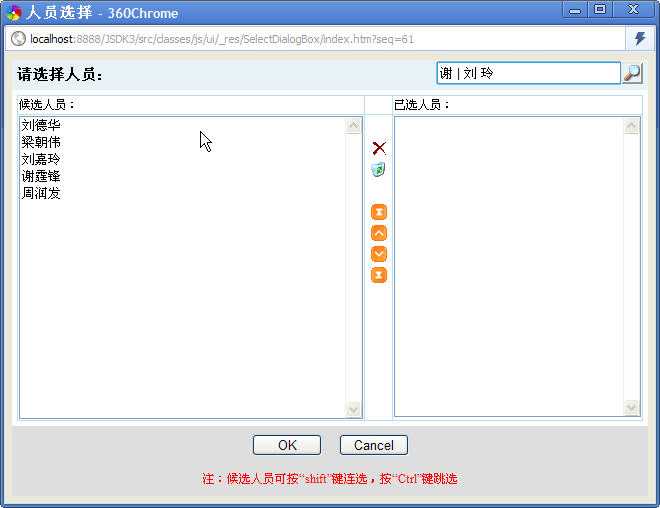 人员选择 - 360Chrome
localhost:8888/JSDK3/src/classes/js/ui/_res/SelectDialogBox/index.htm?seq=61
请选择人员:
谢 | 刘 玲
候选人员：
已选人员：
刘德华
梁朝伟
刘嘉玲
谢霆锋
周润发
OK
Cancel
注：候选人员可按“shift”键连选，按“Ctrl”键跳选